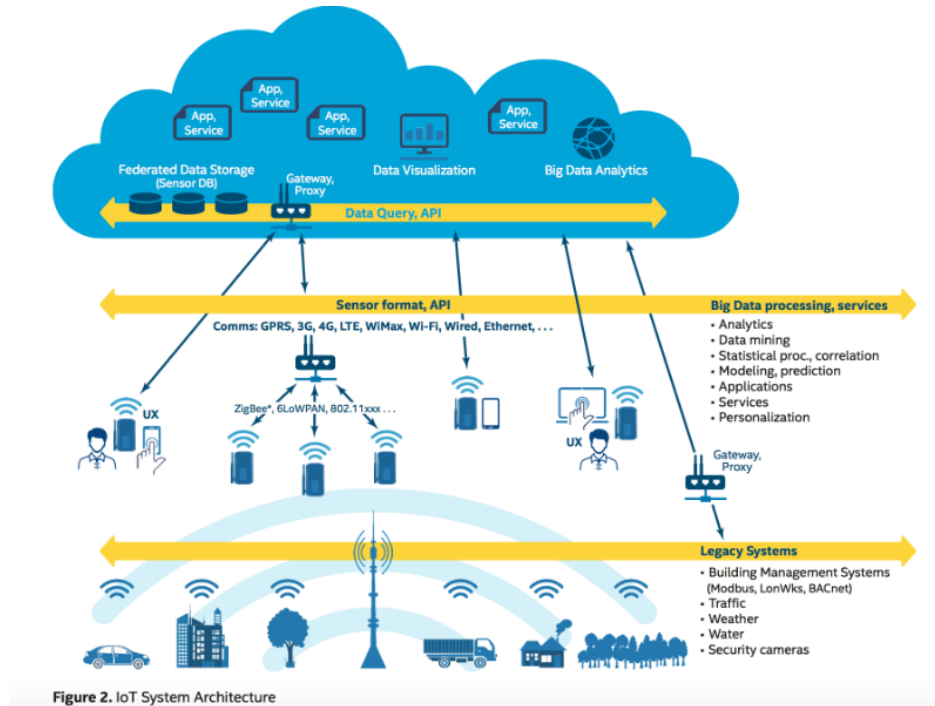 App,
Service
App,
Service
App,
Service
App,
Service
Federated Data Storage
(Sensor DB)
Gateway,
Proxy
Data Visualization
Big Data Analytics
Data Query, API
Sensor format, API
Big Data processing, services
Comms: GPRS, 3G, 4G, LTE, WiMax, Wi-Fi, Wired, Ethernet, . . .
• Analytics
• Data mining
• Statistical proc., correlation
• Modeling, prediction
• Applications
• Services
• Personalization
UX
ZigBee*, 6LoWPAN, 802.11xxx . . .
UX
Gateway,
Proxy
Legacy Systems
• Building Management Systems
(Modbus, LonWks, BACnet)
• Traffic
• Weather
• Water
• Security cameras
Figure 2. IoT System Architecture